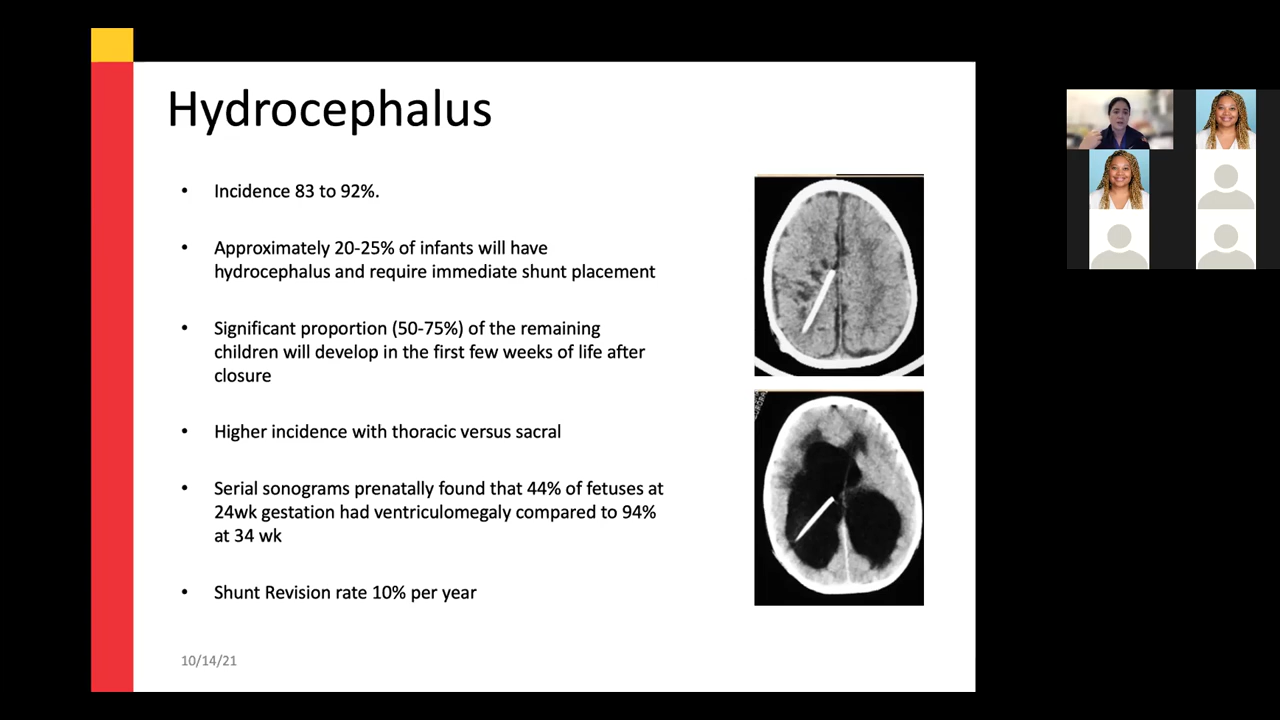 Hydrocephalus
• Incidence 83 to 92%.
• Approximately 20-25% of infants will have
hydrocephalus and require immediate shunt placement
• Significant proportion (50-75%) of the remaining
children will develop in the first few weeks of life after
closure
• Higher incidence with thoracic versus sacral
• Serial sonograms prenatally found that 44% of fetuses at
24wk gestation had ventriculomegaly compared to 94%
at 34 wk
• Shunt Revision rate 10% per year
10/14/21